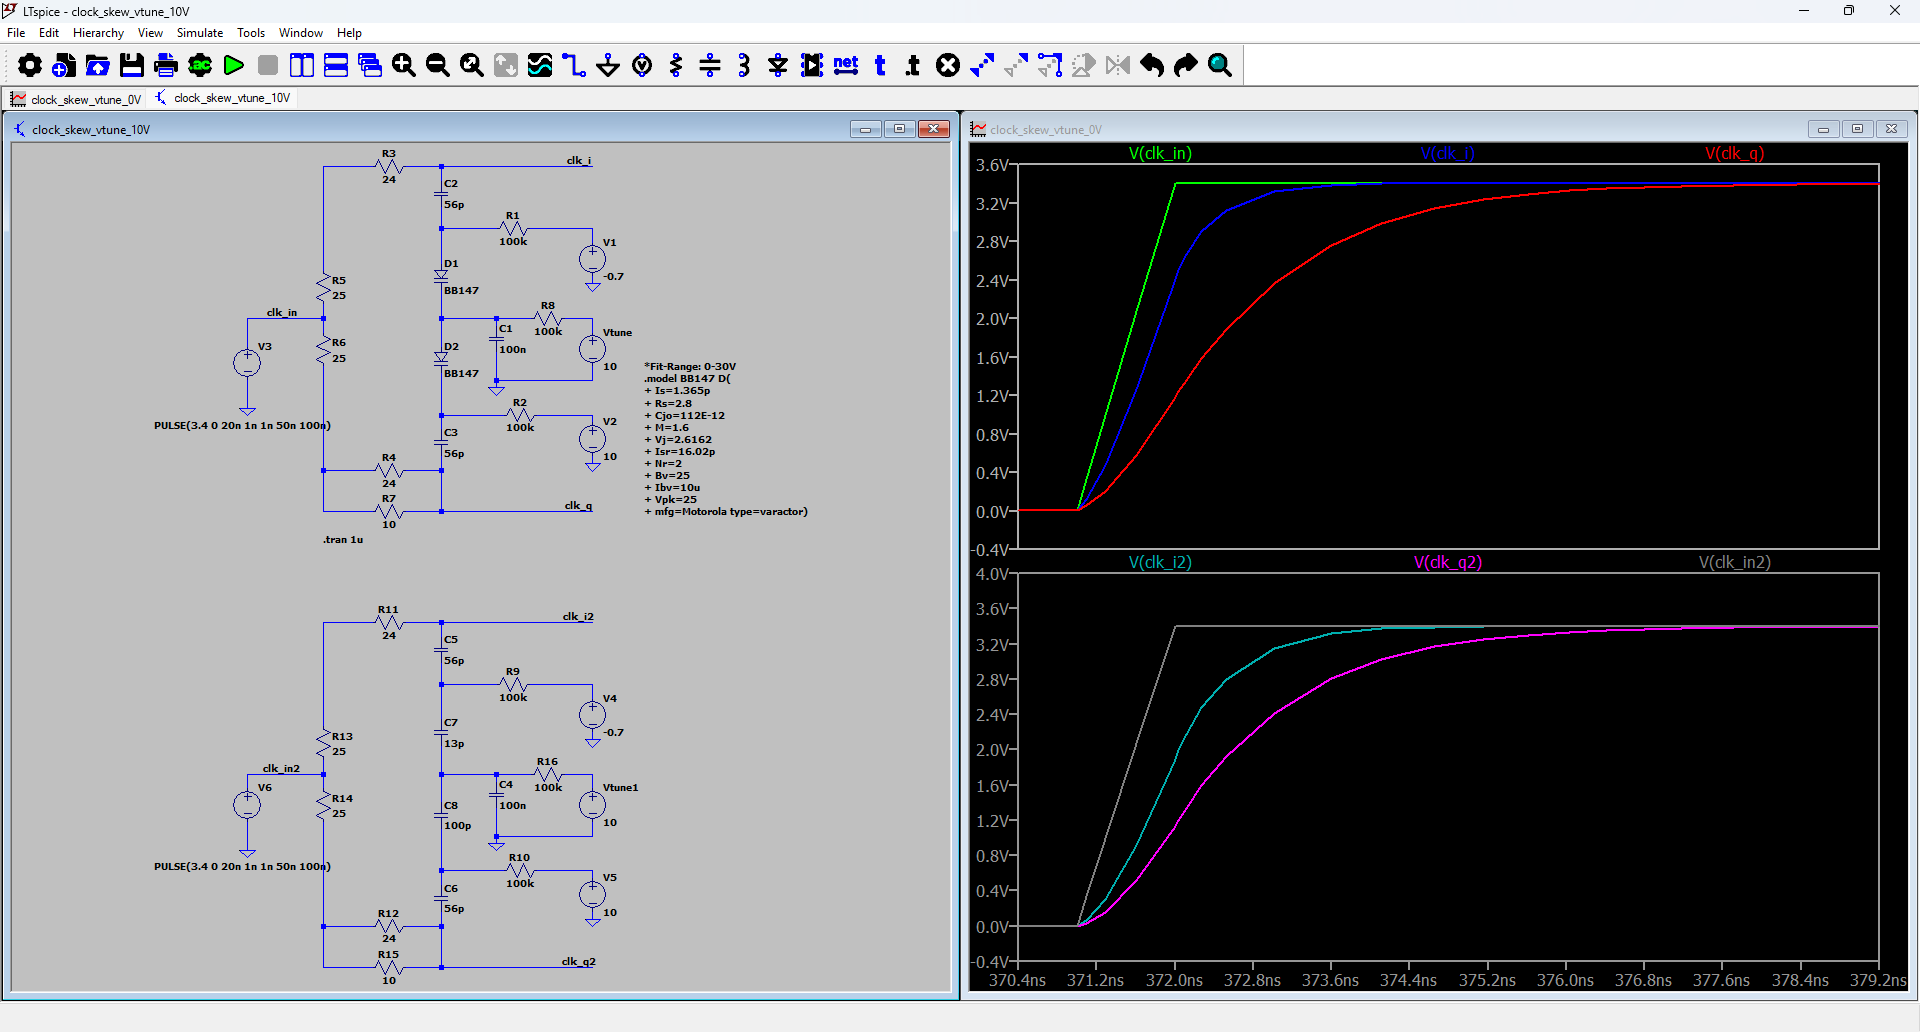 LTspice - clock_skew_vtune_10V
File Edit Hierarchy View Simulate Tools Window Help
.ac
net
t
.t
clock_skew_vtune_0V
clock_skew_vtune_10V
clock_skew_vtune_10V
R3
24
clk_i
C2
56p
R1
100k
V1
-0.7
D1
BB147
R5
25
clk_in
R8
100k
C1
100n
Vtune
10
V3
R6
25
D2
BB147
*Fit-Range: 0-30V
.model BB147 D(
+ Is=1.365p
+ Rs=2.8
+ Cjo=112E-12
+ M=1.6
+ Vj=2.6162
+ Isr=16.02p
+ Nr=2
+ Bv=25
+ Ibv=10u
+ Vpk=25
+ mfg=Motorola type=varactor)
R2
100k
V2
10
PULSE(3.4 0 20n 1n 1n 50n 100n)
C3
56p
R4
24
R7
10
clk_q
.tran 1u
R11
24
clk_i2
C5
56p
R9
100k
V4
-0.7
C7
13p
R13
25
clk_in2
R16
100k
C4
100n
Vtune1
10
V6
R14
25
C8
100p
R10
100k
V5
10
PULSE(3.4 0 20n 1n 1n 50n 100n)
C6
56p
R12
24
R15
10
clk_q2
clock_skew_vtune_0V
V(clk_in) V(clk_i) V(clk_q)
3.6V
3.2V
2.8V
2.4V
2.0V
1.6V
1.2V
0.8V
0.4V
0.0V
-0.4V
V(clk_i2) V(clk_q2) V(clk_in2)
4.0V
3.6V
3.2V
2.8V
2.4V
2.0V
1.6V
1.2V
0.8V
0.4V
0.0V
-0.4V
370.4ns 371.2ns 372.0ns 372.8ns 373.6ns 374.4ns 375.2ns 376.0ns 376.8ns 377.6ns 378.4ns 379.2ns